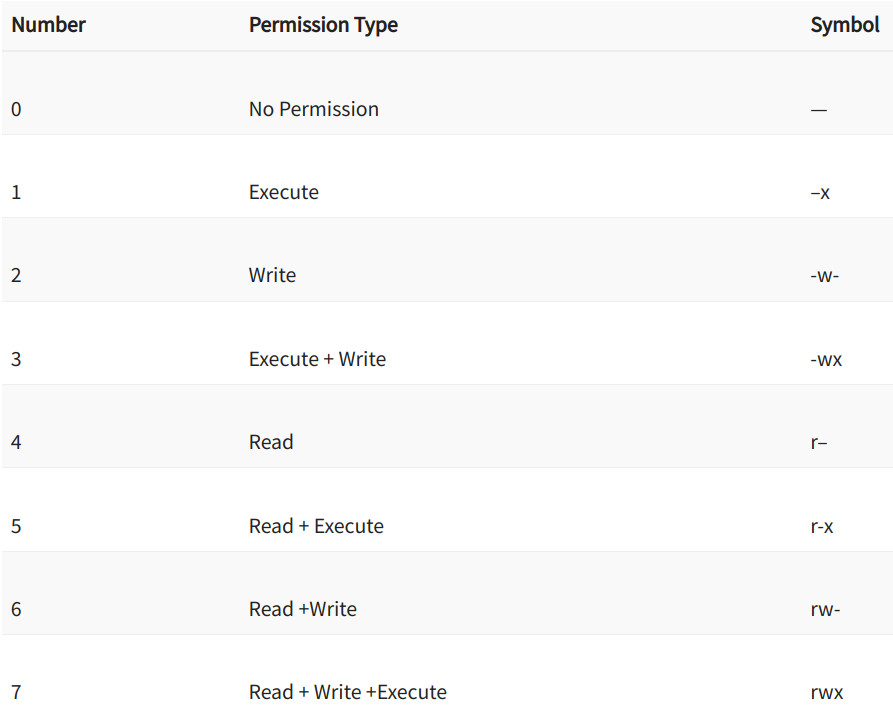 Number Permission Type Symbol
0 No Permission —
1 Execute –x
2 Write -w-
3 Execute + Write -wx
4 Read r–
5 Read + Execute r-x
6 Read +Write rw-
7 Read + Write +Execute rwx